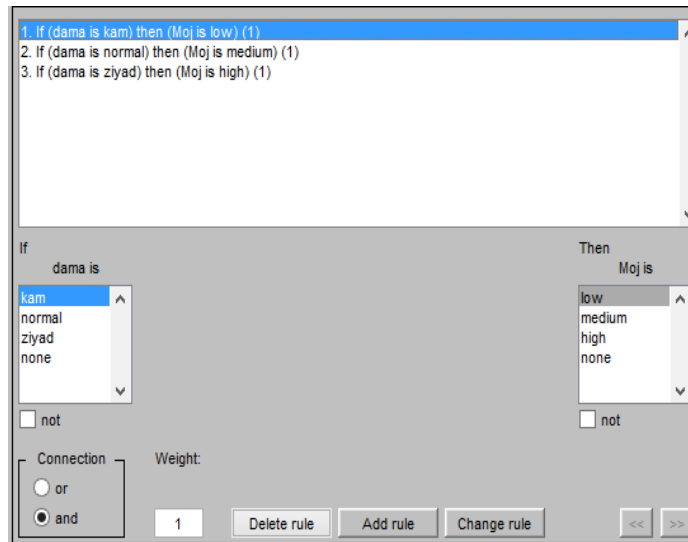 1. If (dama is kam) then (Moj is low) (1)
2. If (dama is normal) then (Moj is medium) (1)
3. If (dama is ziyad) then (Moj is high) (1)
If
Then
dama is
Moj is
kam
normal
ziyad
none
low
medium
high
none
not
not
Connection
or
and
Weight:
1
Delete rule
Add rule
Change rule
<<
>>